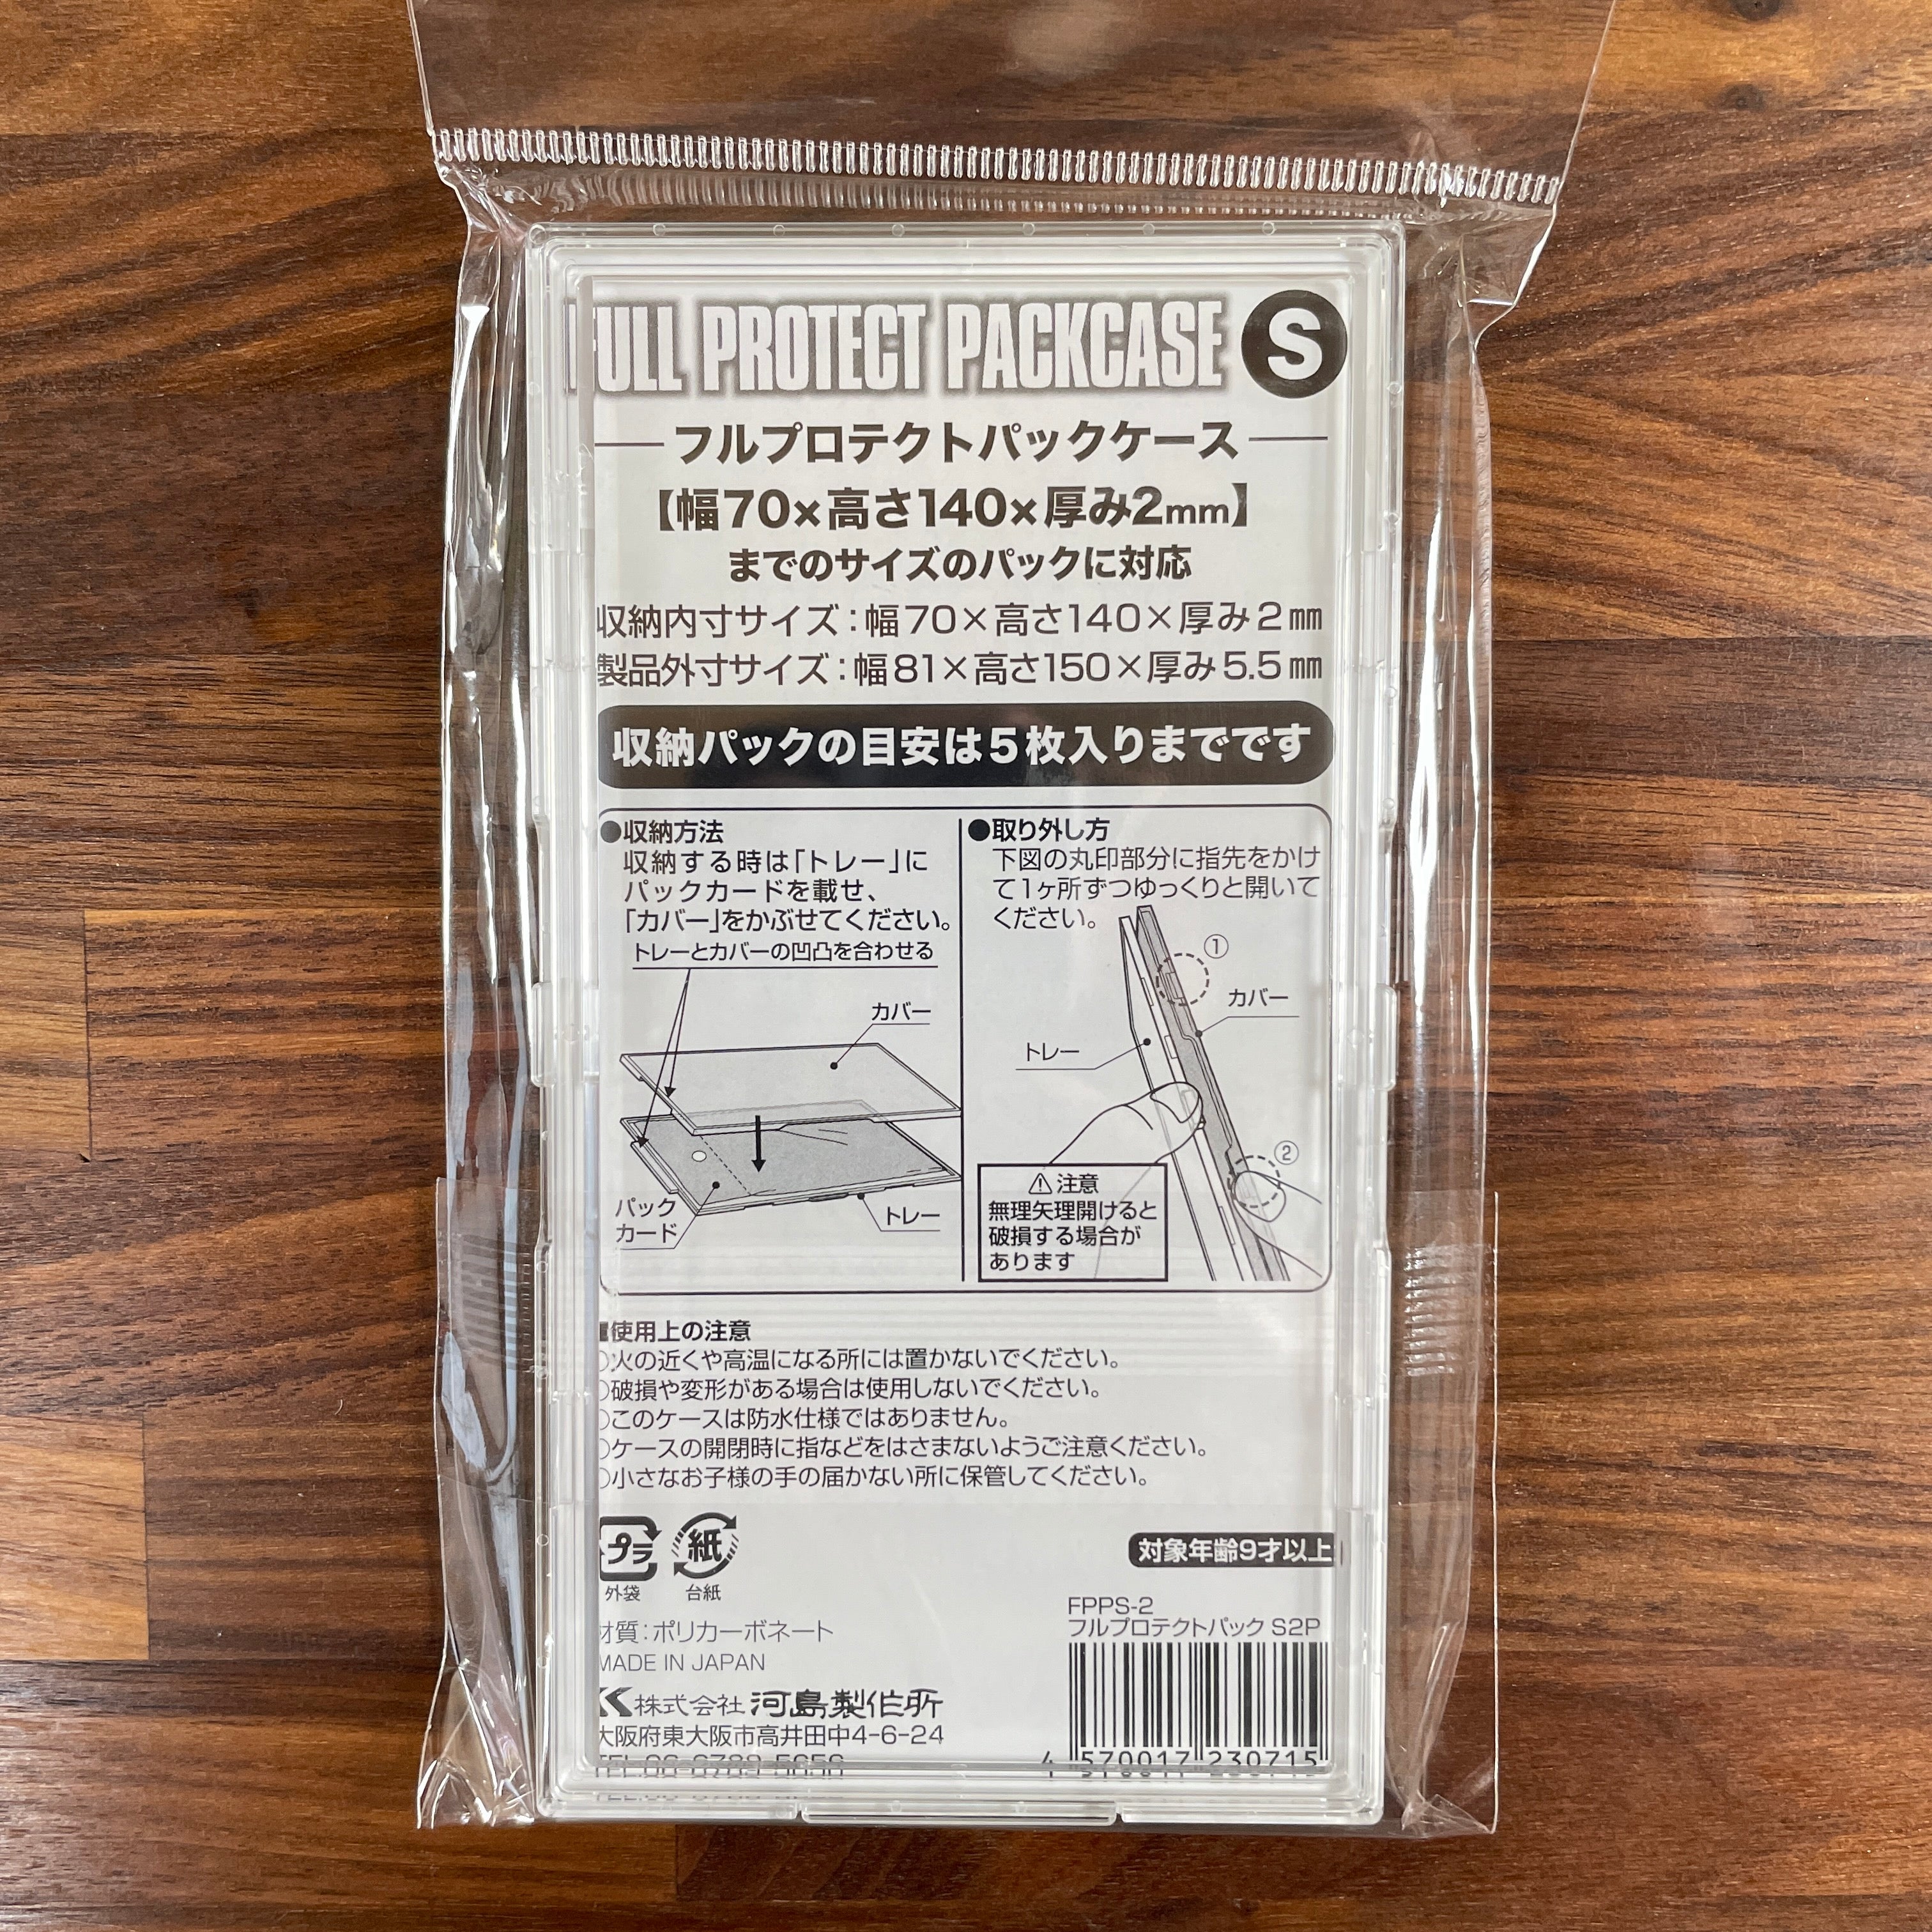 FULL PROTECT PACKCASE S
フルプロテクトパックケース
【幅70×高さ140×厚み2mm】
までのサイズのパックに対応
収納内寸サイズ:幅70×高さ140×厚み2mm
製品外寸サイズ:幅81×高さ150×厚み5.5mm
収納パックの目安は5枚入りまでです
●収納方法
収納する時は「トレー」に
パックカードを載せ、
「カバー」をかぶせてください。
トレーとカバーの凹凸を合わせる
カバー
パック
カード
トレー
●取り外し方
下図の丸印部分に指先をかけ
て1ヶ所ずつゆっくりと開いて
ください。
①
カバー
トレー
②
⚠注意
無理矢理開けると
破損する場合が
あります
■使用上の注意
○火の近くや高温になる所には置かないでください。
○破損や変形がある場合は使用しないでください。
○このケースは防水仕様ではありません。
○ケースの開閉時に指などをはさまないようご注意ください。
○小さなお子様の手の届かない所に保管してください。
プラ
外袋
紙
台紙
対象年齢9才以上
材質:ポリカーボネート
MADE IN JAPAN
株式会社 河島製作所
大阪府東大阪市高井田中4-6-24
TEL.06-6789-5656
FPPS-2
フルプロテクトパック S2P
4 570017 230715